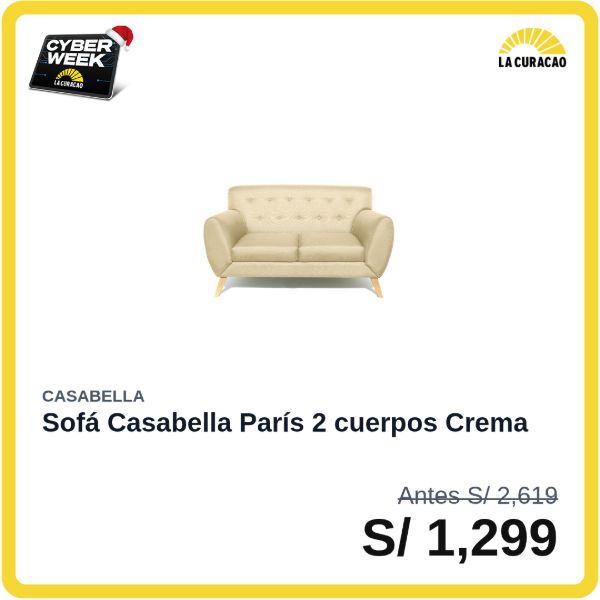 CYBER
WEEK
LA CURACAO
LA CURACAO
CASABELLA
Sofá Casabella París 2 cuerpos Crema
Antes S/ 2,619
S/ 1,299